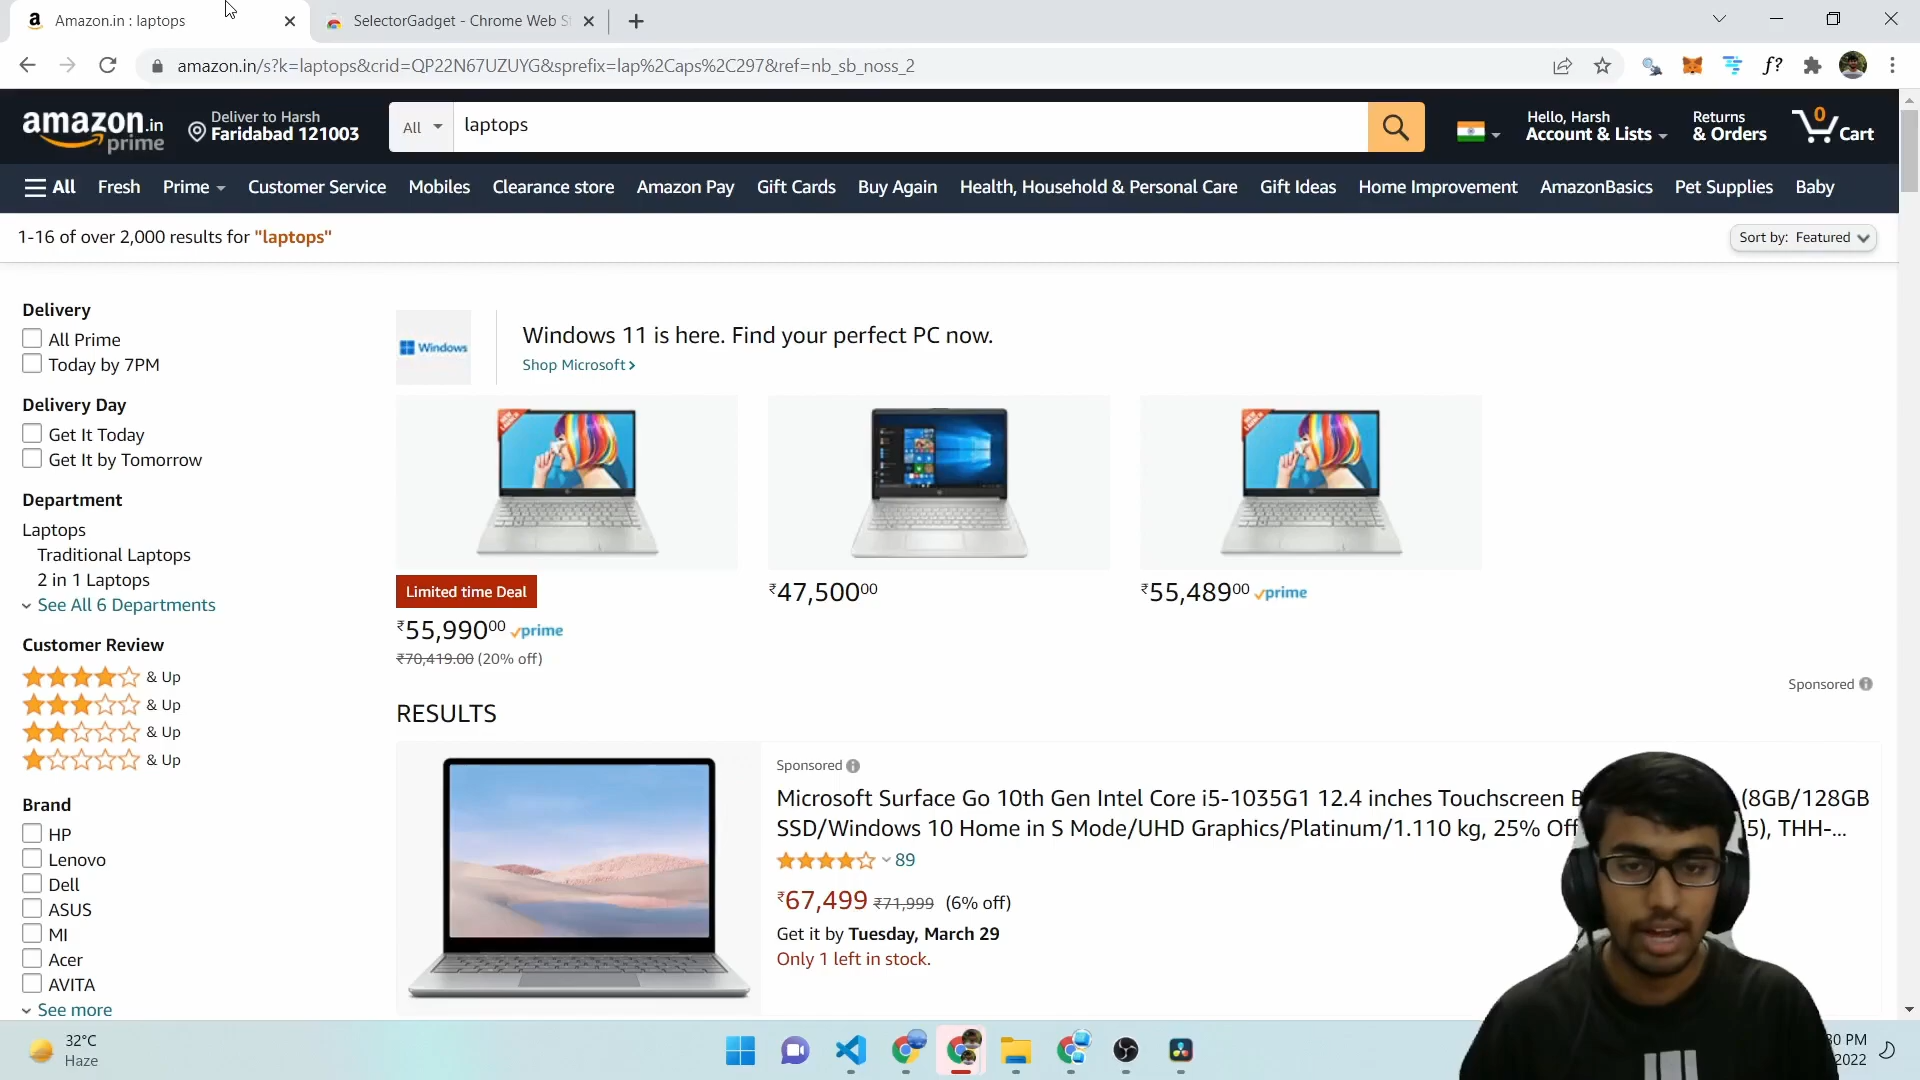 Amazon.in : laptops
SelectorGadget - Chrome Web S
amazon.in/s?k=laptops&crid=QP22N67UZUYG&sprefix=lap%2Caps%2C297&ref=nb_sb_noss_2
f?
amazon.in
prime
Deliver to Harsh
Faridabad 121003
All
laptops
Hello, Harsh
Account & Lists
Returns
& Orders
0
Cart
All
Fresh
Prime
Customer Service
Mobiles
Clearance store
Amazon Pay
Gift Cards
Buy Again
Health, Household & Personal Care
Gift Ideas
Home Improvement
AmazonBasics
Pet Supplies
Baby
1-16 of over 2,000 results for "laptops"
Sort by: Featured
Delivery
All Prime
Today by 7PM
Delivery Day
Get It Today
Get It by Tomorrow
Department
Laptops
Traditional Laptops
2 in 1 Laptops
See All 6 Departments
Customer Review
& Up
& Up
& Up
& Up
Brand
HP
Lenovo
Dell
ASUS
MI
Acer
AVITA
See more
Windows
Windows 11 is here. Find your perfect PC now.
Shop Microsoft
Limited time Deal
₹55,99000 prime
₹70,419.00 (20% off)
₹47,50000
₹55,48900 prime
Sponsored
RESULTS
Sponsored
Microsoft Surface Go 10th Gen Intel Core i5-1035G1 12.4 inches Touchscreen B (8GB/128GB
SSD/Windows 10 Home in S Mode/UHD Graphics/Platinum/1.110 kg, 25% Off 5), THH-...
89
₹67,499 ₹71,999 (6% off)
Get it by Tuesday, March 29
Only 1 left in stock.
32°C
Haze
30 PM
2022